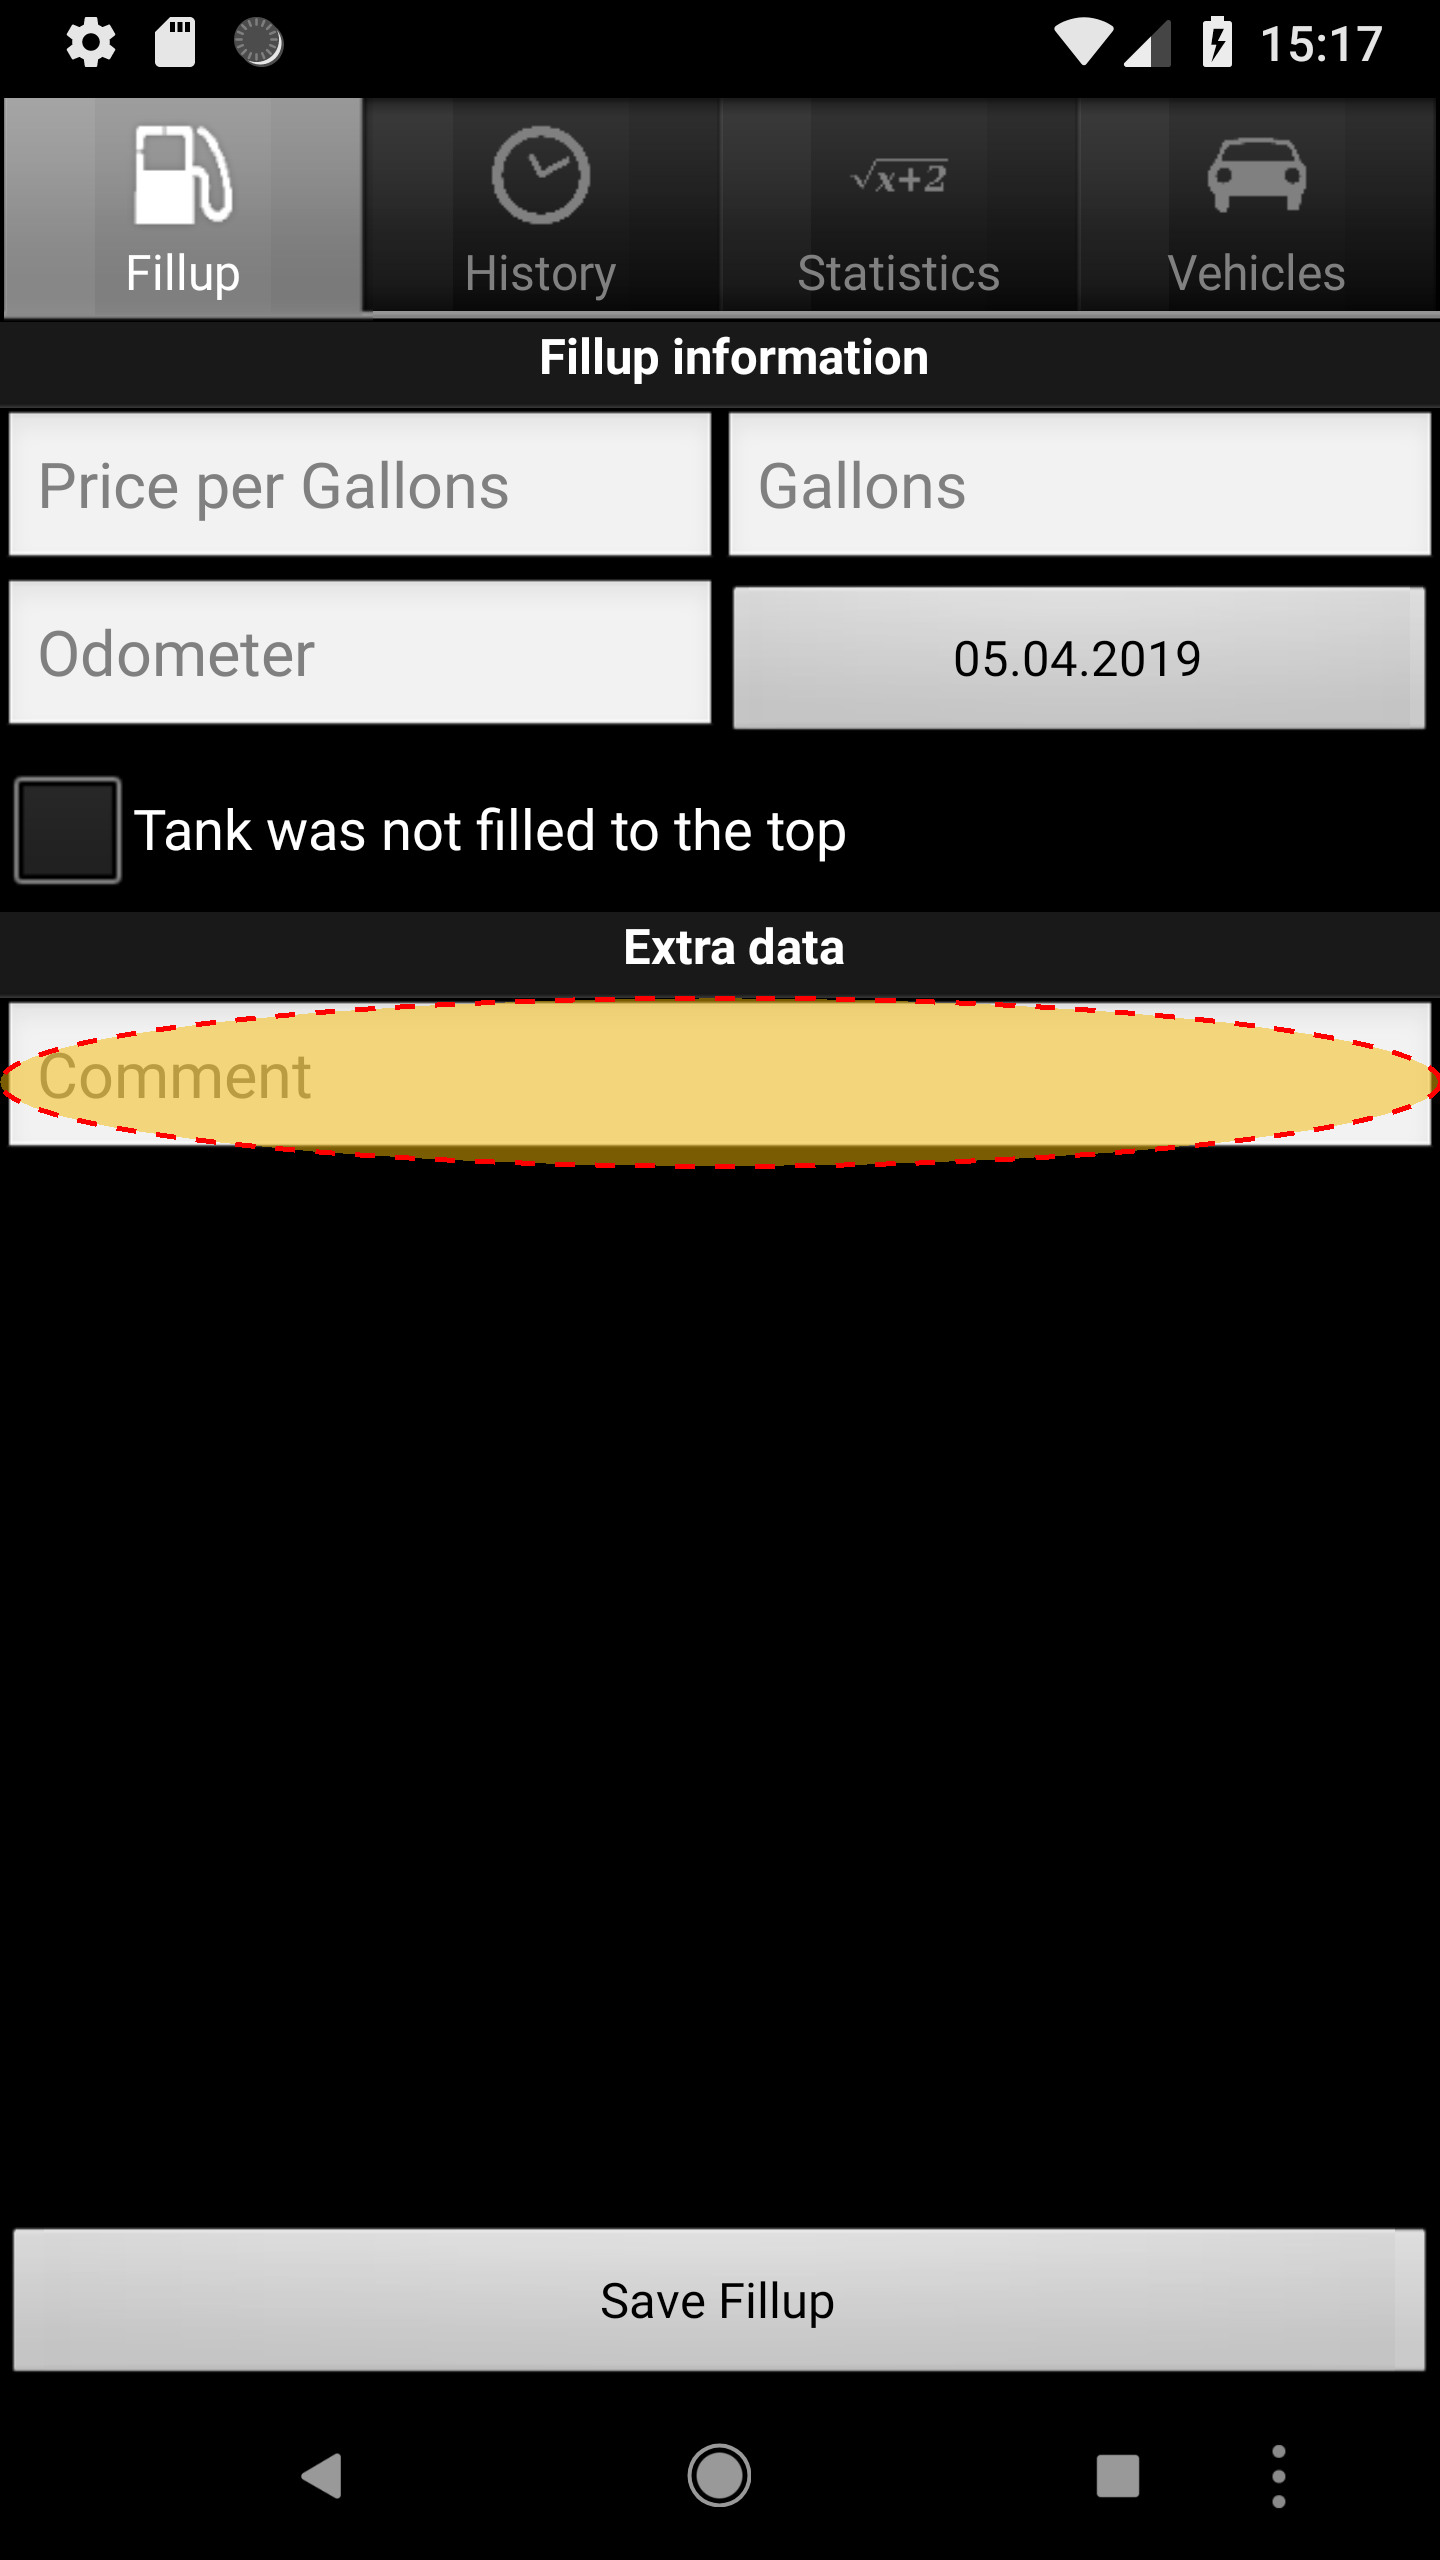 15:17
Fillup
History
√x+2
Statistics
Vehicles
Fillup information
Price per Gallons
Gallons
Odometer
05.04.2019
Tank was not filled to the top
Extra data
Comment
Save Fillup